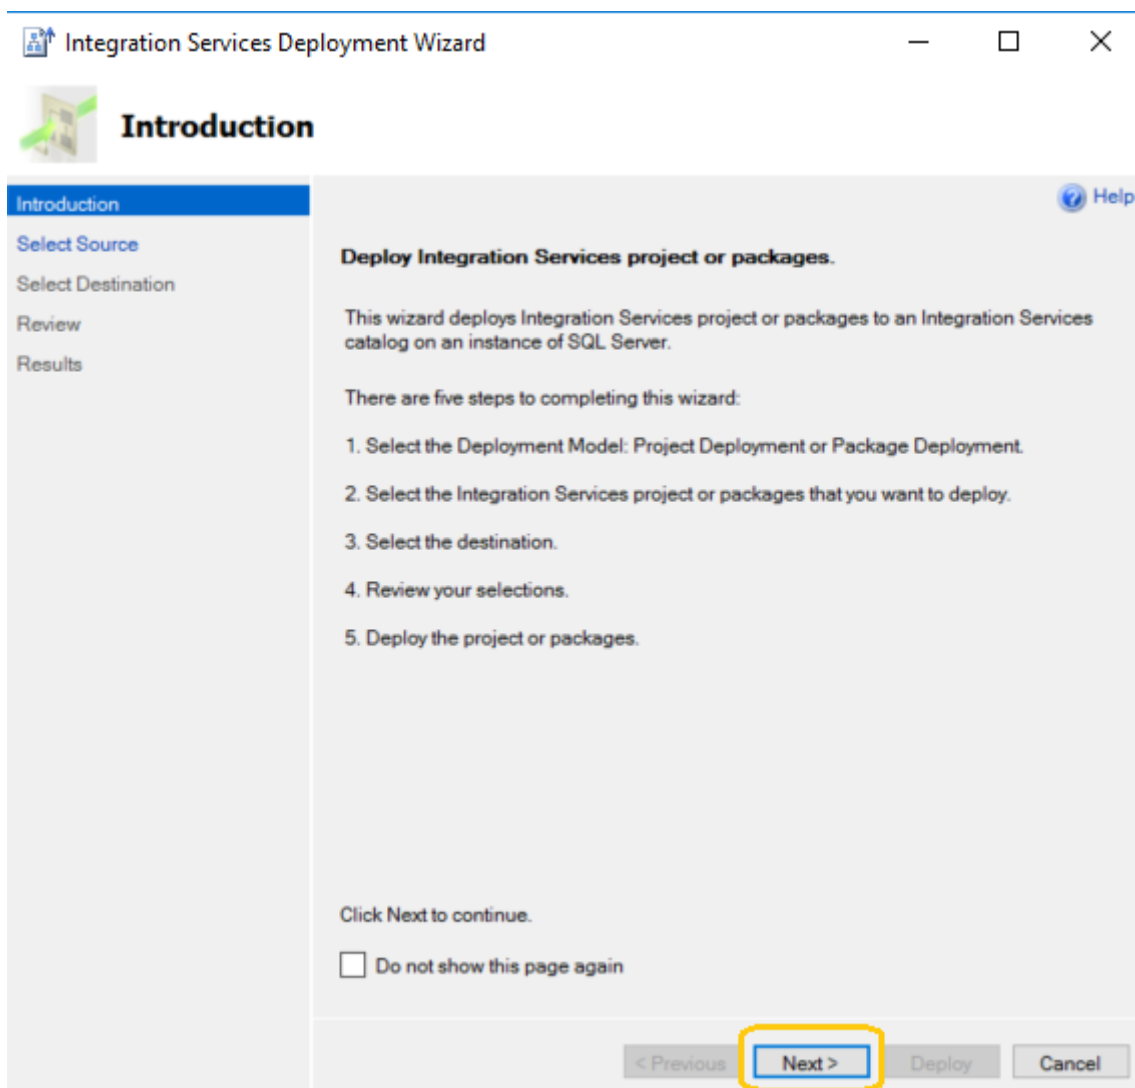 Integration Services Deployment Wizard
Introduction
Introduction
Select Source
Select Destination
Review
Results
Help
Deploy Integration Services project or packages.
This wizard deploys Integration Services project or packages to an Integration Services
catalog on an instance of SQL Server.
There are five steps to completing this wizard:
1. Select the Deployment Model: Project Deployment or Package Deployment.
2. Select the Integration Services project or packages that you want to deploy.
3. Select the destination.
4. Review your selections.
5. Deploy the project or packages.
Click Next to continue.
Do not show this page again
< Previous
Next >
Deploy
Cancel